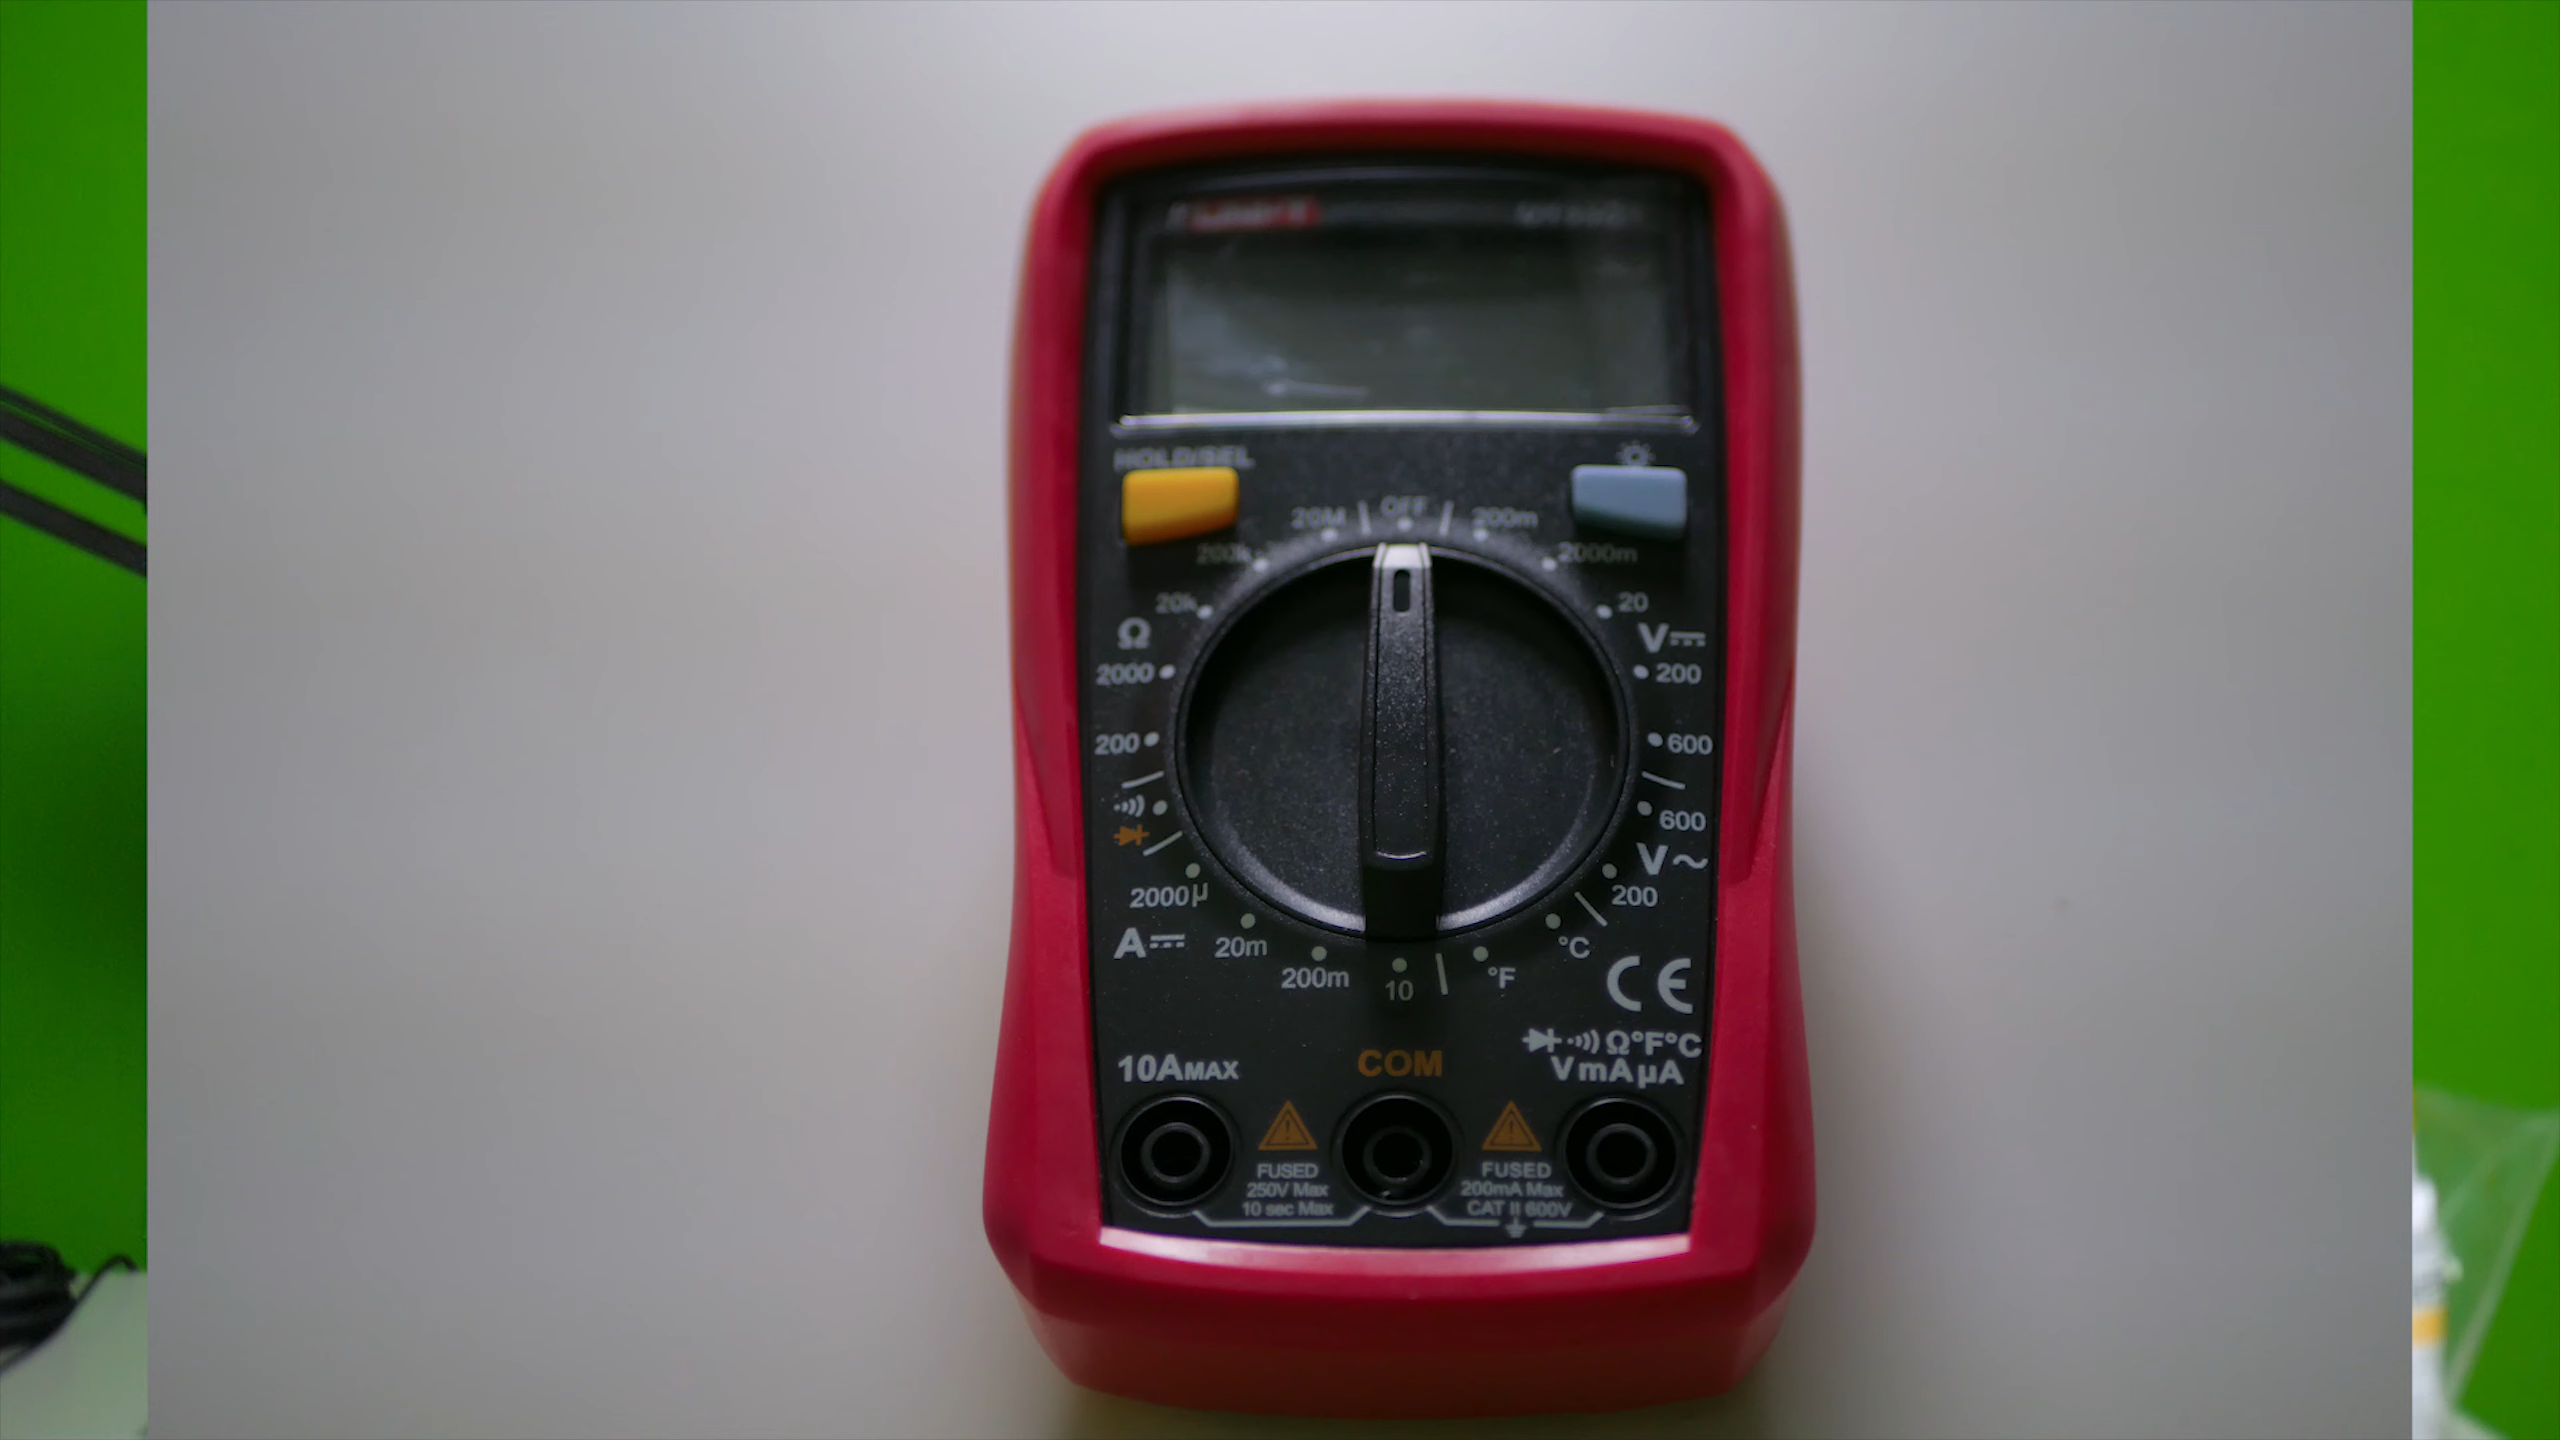 HOLD/SEL
20M OFF 200m
200k 2000m
20k 20
Ω V
2000 200
200 600
600
V~
2000µ 200
A 20m °C
200m 10 °F
CE
Ω°F°C
10AMAX COM VmAµA
FUSED FUSED
250V Max 200mA Max
10 sec Max CAT II 600V